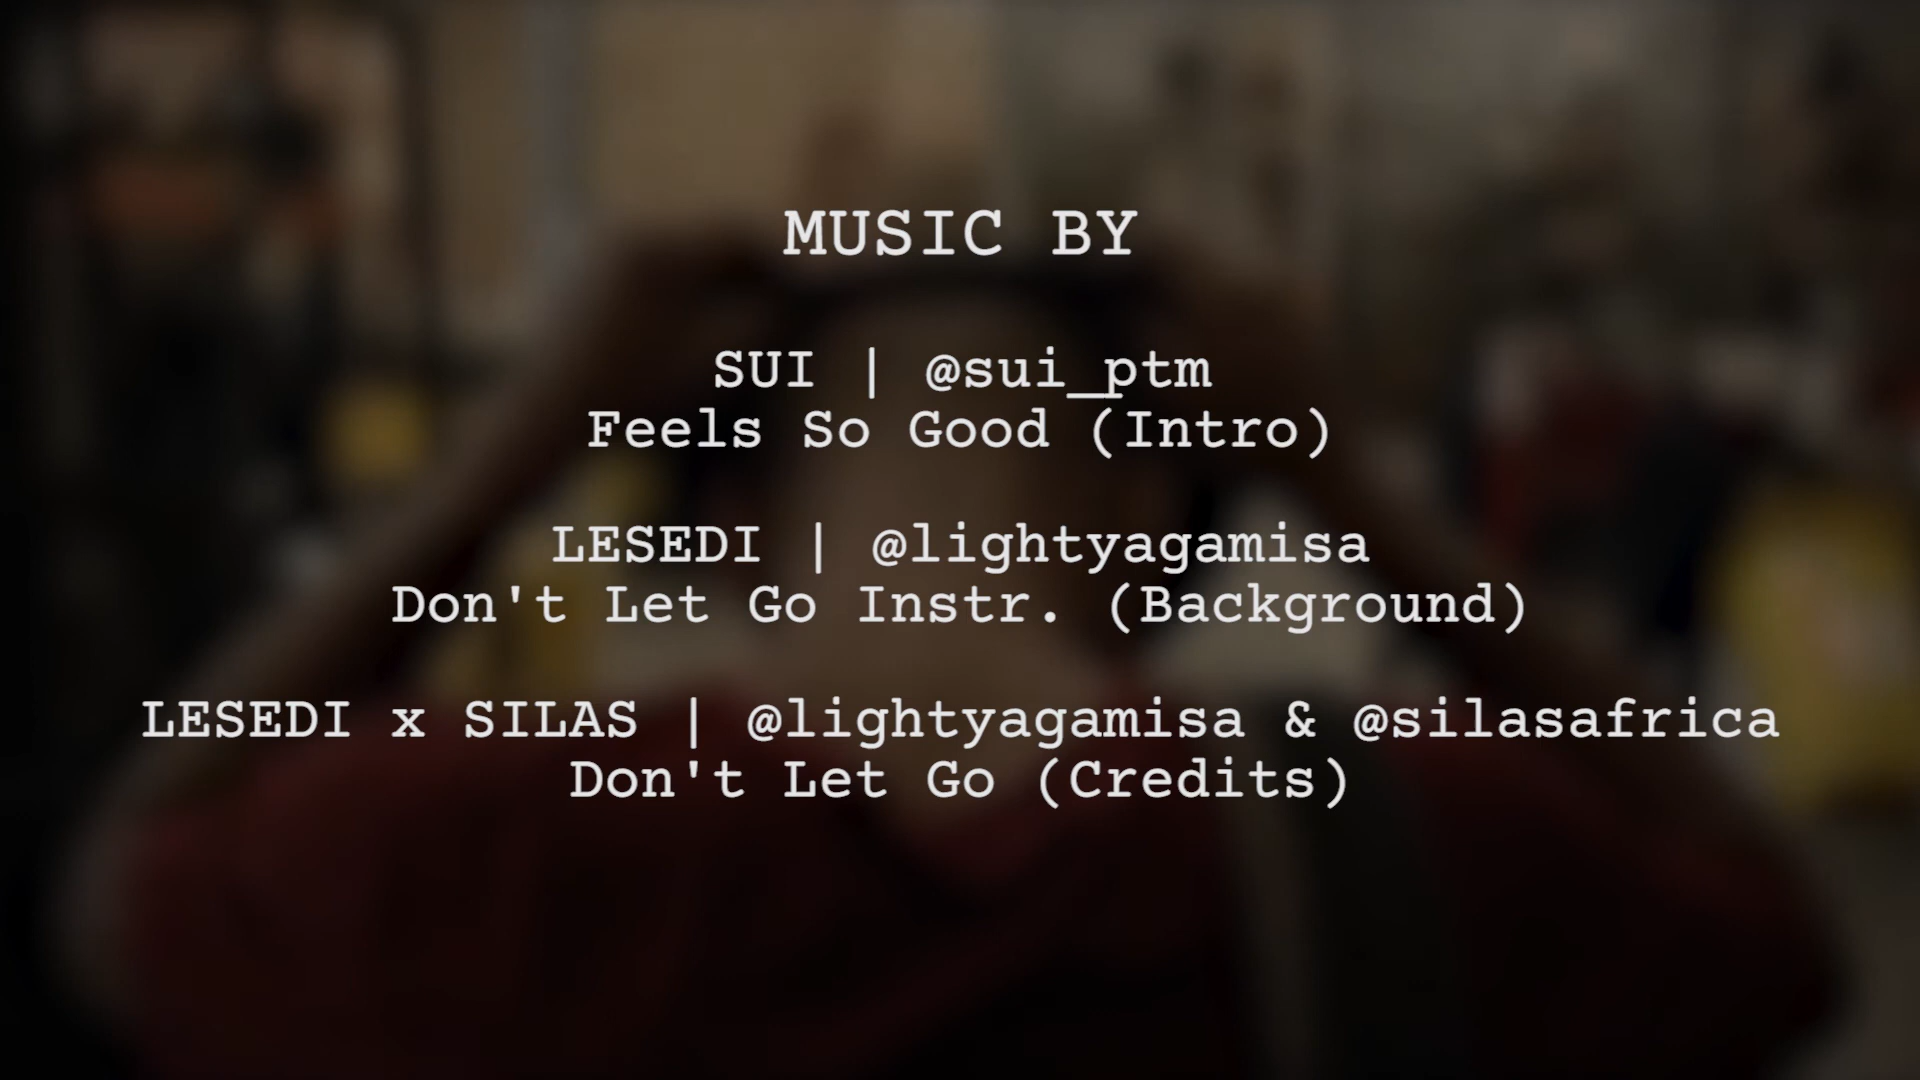 MUSIC BY
SUI | @sui_ptm
Feels So Good (Intro)
LESEDI | @lightyagamisa
Don't Let Go Instr. (Background)
LESEDI x SILAS | @lightyagamisa & @silasafrica
Don't Let Go (Credits)